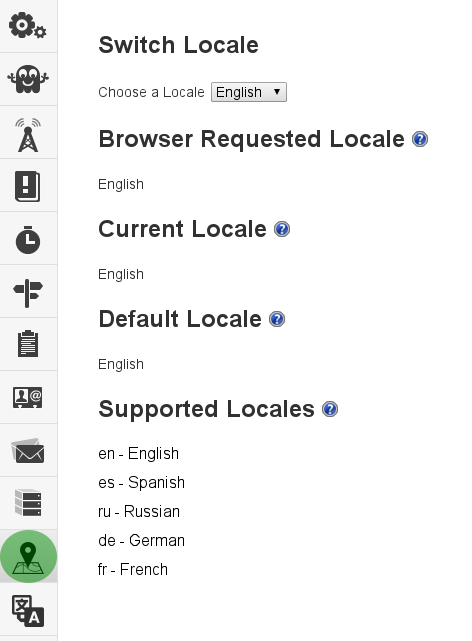 Switch Locale
Choose a Locale English
Browser Requested Locale ?
English
Current Locale ?
English
Default Locale ?
English
Supported Locales ?
en - English
es - Spanish
ru - Russian
de - German
fr - French